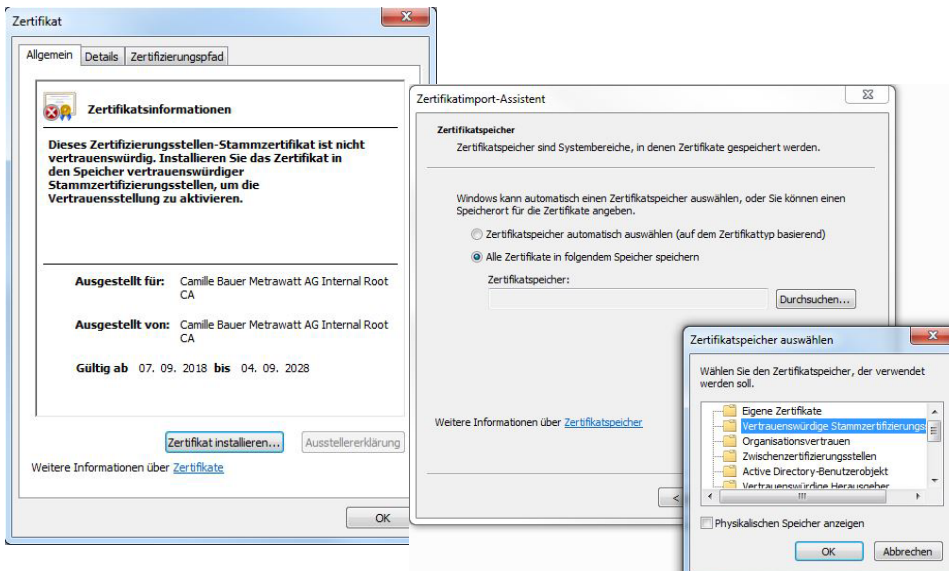 Zertifikat
Allgemein Details Zertifizierungspfad
Zertifikatsinformationen
Dieses Zertifizierungsstellen-Stammzertifikat ist nicht
vertrauenswürdig. Installieren Sie das Zertifikat in
den Speicher vertrauenswürdiger
Stammzertifizierungsstellen, um die
Vertrauensstellung zu aktivieren.
Ausgestellt für: Camille Bauer Metrawatt AG Internal Root
CA
Ausgestellt von: Camille Bauer Metrawatt AG Internal Root
CA
Gültig ab 07. 09. 2018 bis 04. 09. 2028
Zertifikat installieren... Ausstellererklärung
Weitere Informationen über Zertifikate
OK
Zertifikatimport-Assistent
Zertifikatspeicher
Zertifikatspeicher sind Systembereiche, in denen Zertifikate gespeichert werden.
Windows kann automatisch einen Zertifikatspeicher auswählen, oder Sie können einen
Speicherort für die Zertifikate angeben.
Zertifikatspeicher automatisch auswählen (auf dem Zertifikattyp basierend)
Alle Zertifikate in folgendem Speicher speichern
Zertifikatspeicher:
Durchsuchen...
Weitere Informationen über Zertifikatspeicher
<
Zertifikatspeicher auswählen
Wählen Sie den Zertifikatspeicher, der verwendet
werden soll.
Eigene Zertifikate
Vertrauenswürdige Stammzertifizierungs
Organisationsvertrauen
Zwischenzertifizierungsstellen
Active Directory-Benutzerobjekt
Vertrauenswürdige Herausgeber
Physikalischen Speicher anzeigen
OK Abbrechen